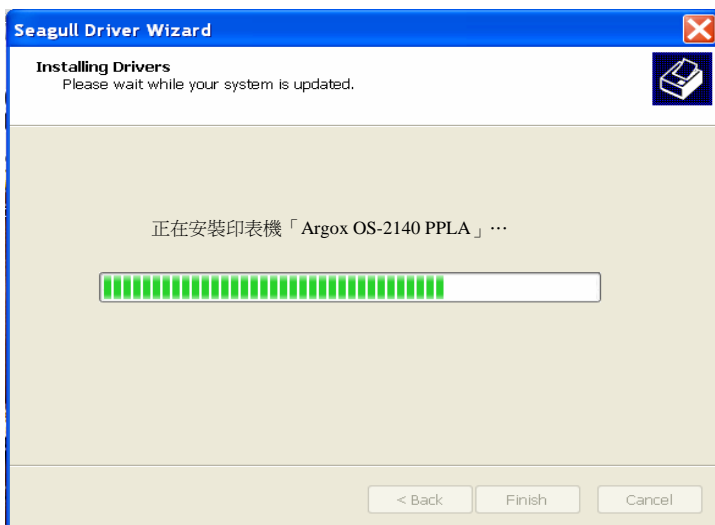 Seagull Driver Wizard
Installing Drivers
Please wait while your system is updated.
正在安裝印表機「Argox OS-2140 PPLA」…
< Back
Finish
Cancel